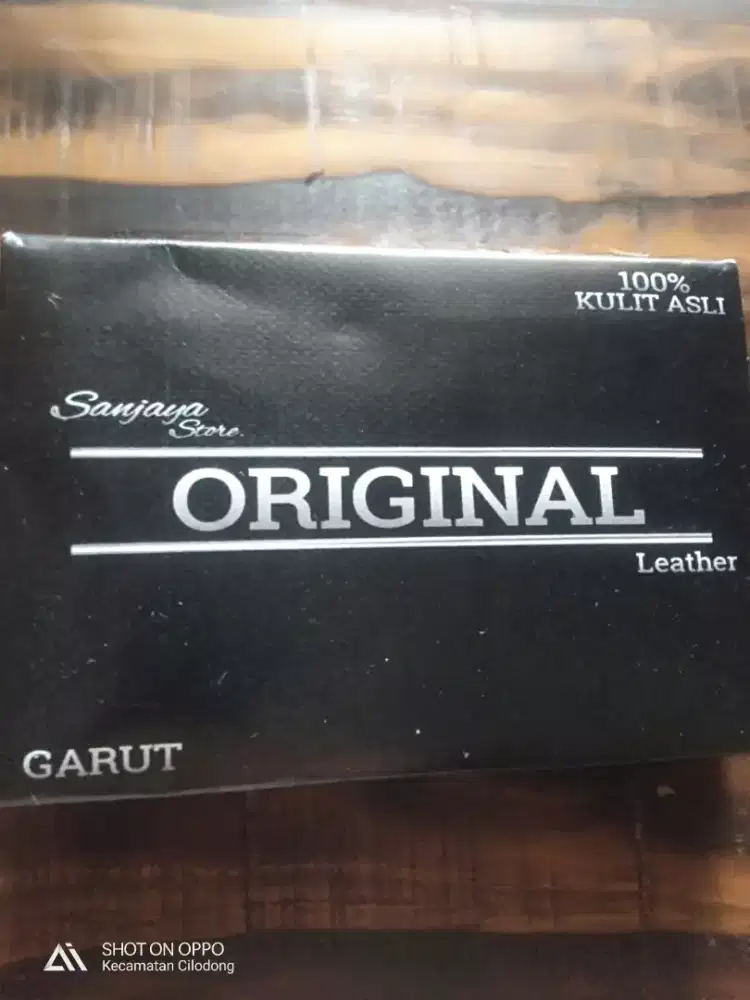 100%
KULIT ASLI
Sanjaya
Store.
ORIGINAL
Leather
GARUT
SHOT ON OPPO
Kecamatan Cilodong